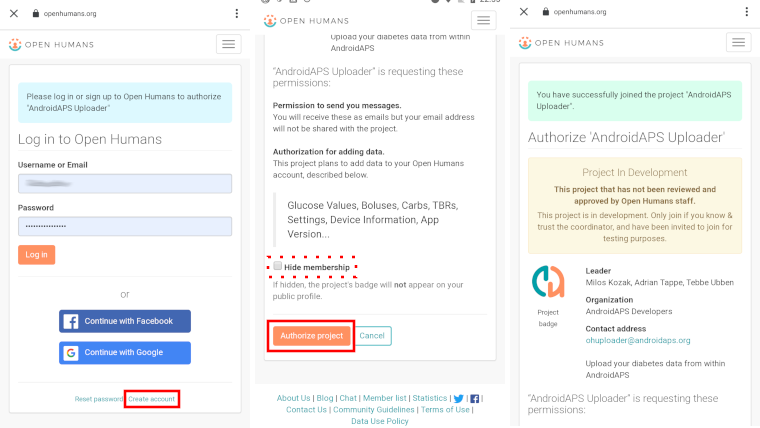 openhumans.org
OPEN HUMANS
Please log in or sign up to Open Humans to authorize
"AndroidAPS Uploader"
Log in to Open Humans
Username or Email
Password
Log in
or
Continue with Facebook
Continue with Google
Reset password
Create account
OPEN HUMANS
Upload your diabetes data from within
AndroidAPS
"AndroidAPS Uploader" is requesting these
permissions:
Permission to send you messages.
You will receive these as emails but your email address
will not be shared with the project.
Authorization for adding data.
This project plans to add data to your Open Humans
account, described below.
Glucose Values, Boluses, Carbs, TBRs,
Settings, Device Information, App
Version...
Hide membership
If hidden, the project's badge will not appear on your
public profile.
Authorize project
Cancel
About Us | Blog | Chat | Member list | Statistics | | |
Contact Us | Community Guidelines | Terms of Use |
Data Use Policy
openhumans.org
OPEN HUMANS
You have successfully joined the project "AndroidAPS
Uploader".
Authorize 'AndroidAPS Uploader'
Project In Development
This project that has not been reviewed and
approved by Open Humans staff.
This project is in development. Only join if you know &
trust the coordinator, and have been invited to join for
testing purposes.
Project
badge
Leader
Milos Kozak, Adrian Tappe, Tebbe Ubben
Organization
AndroidAPS Developers
Contact address
ohuploader@androidaps.org
Upload your diabetes data from within
AndroidAPS
"AndroidAPS Uploader" is requesting these
permissions: